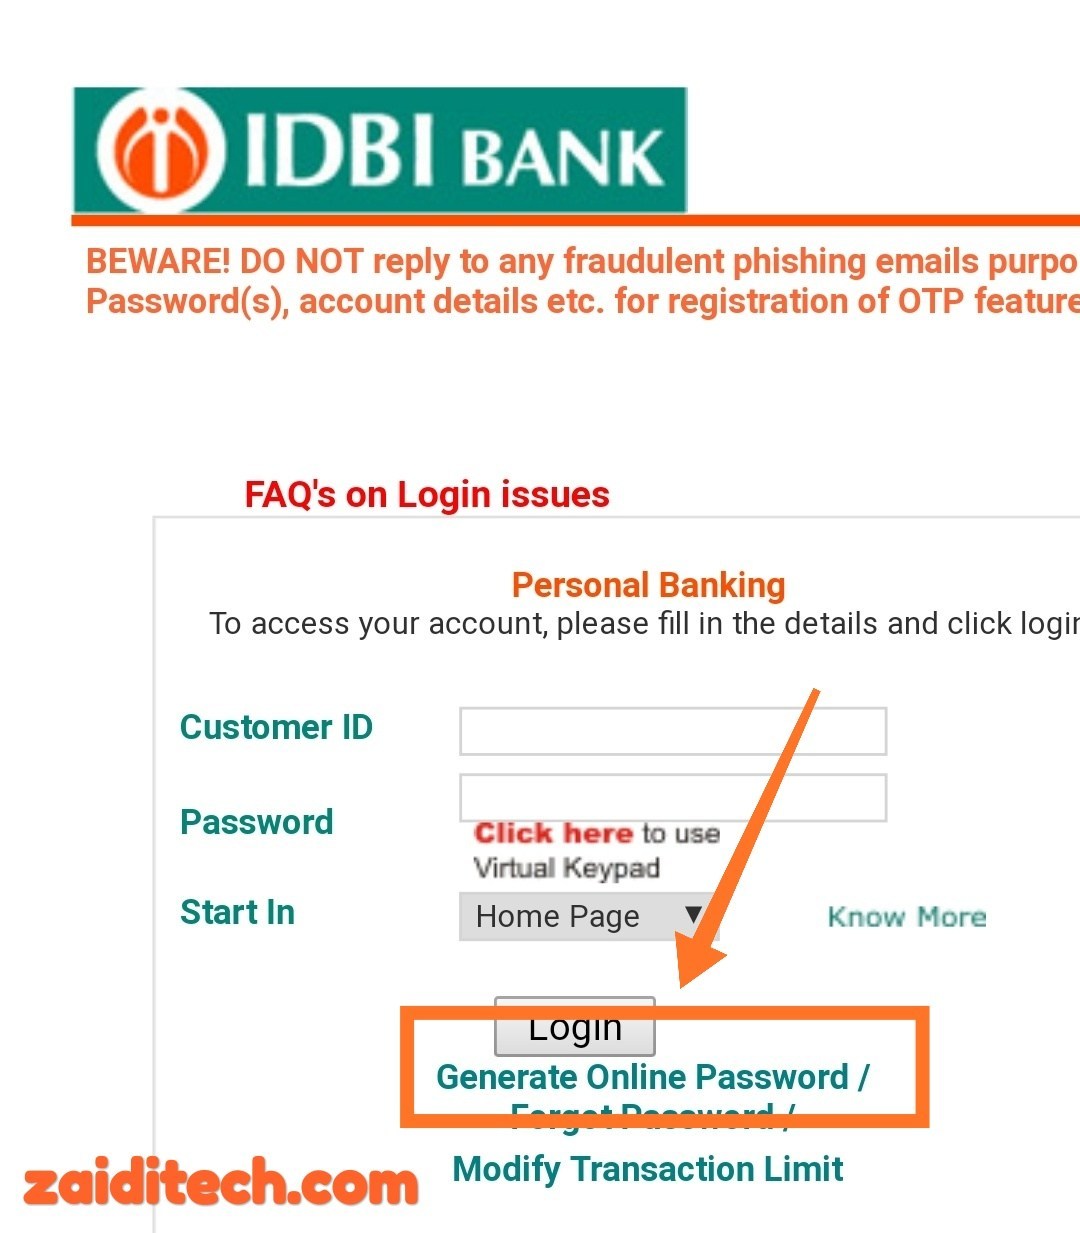 IDBI BANK
BEWARE! DO NOT reply to any fraudulent phishing emails purpo
Password(s), account details etc. for registration of OTP feature
FAQ's on Login issues
Personal Banking
To access your account, please fill in the details and click login
Customer ID
Password
Click here to use
Virtual Keypad
Start In
Home Page
Know More
Login
Generate Online Password /
Forgot Password /
Modify Transaction Limit
zaiditech.com